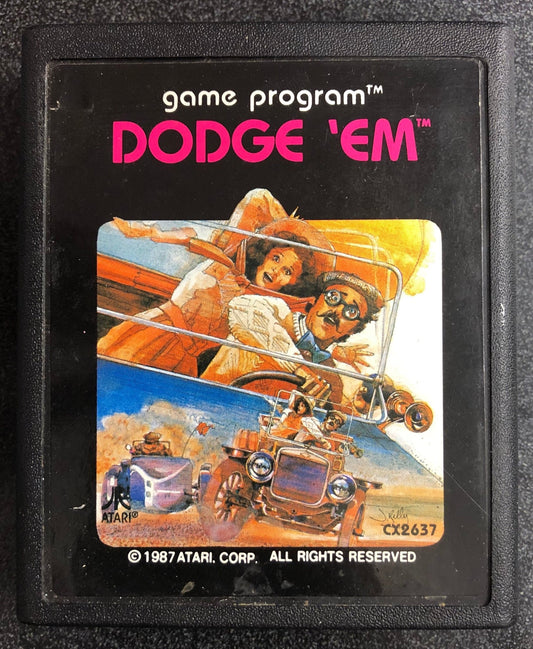 game program™
DODGE 'EM™
ATARI®
CX2637
© 1987 ATARI. CORP. ALL RIGHTS RESERVED